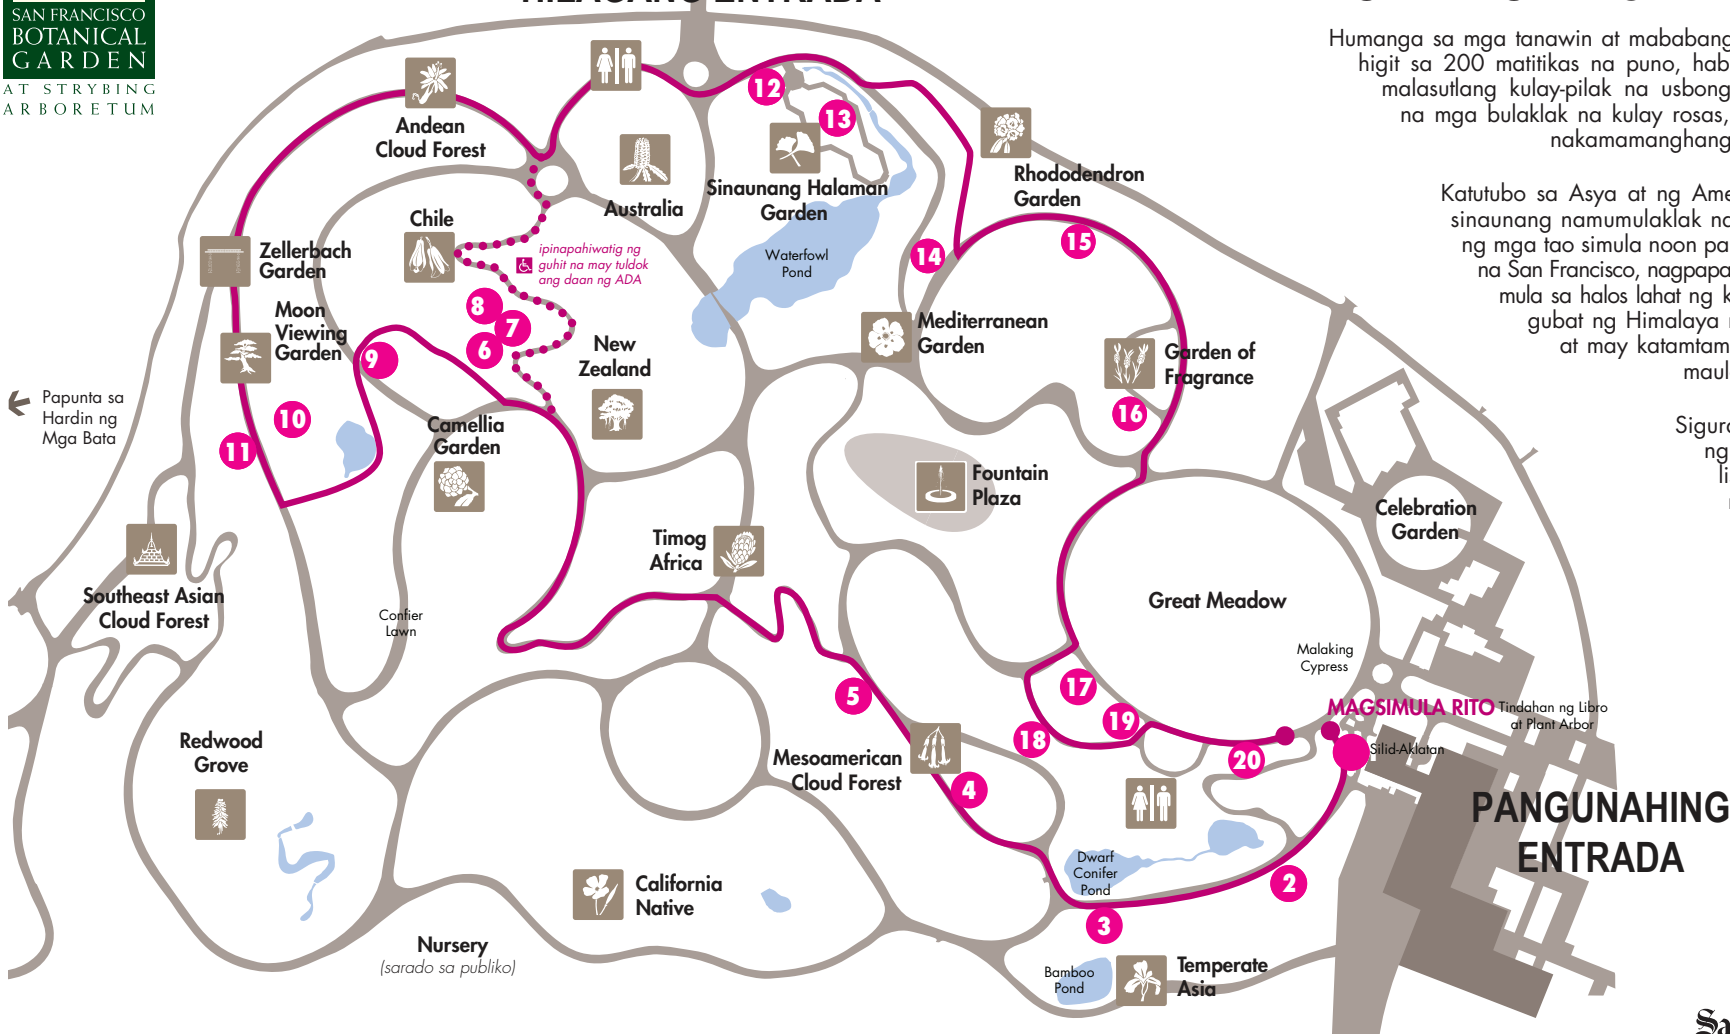 SAN FRANCISCO
BOTANICAL
GARDEN
AT STRYBING
ARBORETUM
HILAGANG ENTRADA
Humanga sa mga tanawin at mababang
higit sa 200 matitikas na puno, hab
malasutlang kulay-pilak na usbong
na mga bulaklak na kulay rosas,
nakamamanghang
Katutubo sa Asya at ng Ame
sinaunang namumulaklak na
ng mga tao simula noon pa
na San Francisco, nagpapa
mula sa halos lahat ng k
gubat ng Himalaya
at may katamtam
maul
Sigura
ng
li
Andean
Cloud Forest
Australia
12
13
Sinaunang Halaman
Garden
Rhododendron
Garden
Chile
Zellerbach
Garden
ipinapahiwatig ng
guhit na may tuldok
ang daan ng ADA
Waterfowl
Pond
14
15
Moon
Viewing
Garden
8
7
6
9
New
Zealand
Mediterranean
Garden
Garden of
Fragrance
16
Papunta sa
Hardin ng
Mga Bata
10
11
Camellia
Garden
Fountain
Plaza
Celebration
Garden
Timog
Africa
Southeast Asian
Cloud Forest
Confier
Lawn
Great Meadow
Malaking
Cypress
5
17
18
19
20
MAGSIMULA RITO
Tindahan ng Libro
at Plant Arbor
Silid-Aklatan
Redwood
Grove
Mesoamerican
Cloud Forest
4
PANGUNAHING
ENTRADA
Dwarf
Conifer
Pond
2
3
California
Native
Nursery
(sarado sa publiko)
Bamboo
Pond
Temperate
Asia
Sa